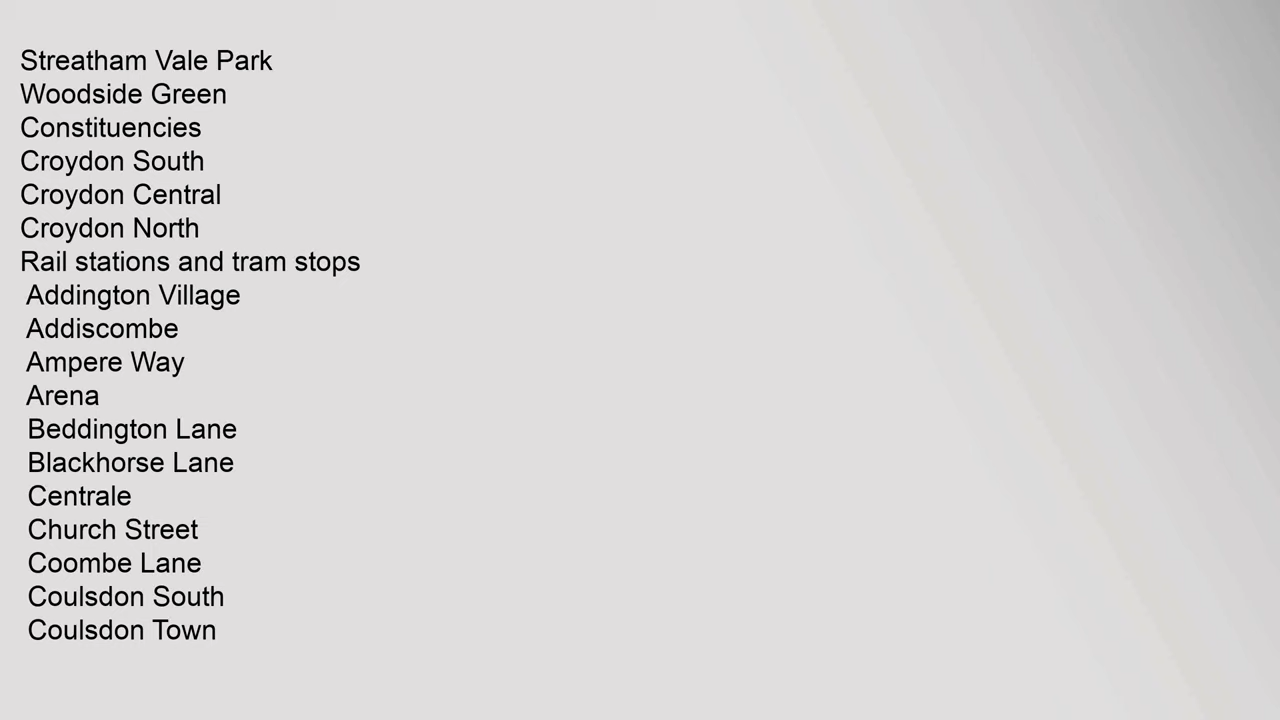 Streatham Vale Park
Woodside Green
Constituencies
Croydon South
Croydon Central
Croydon North
Rail stations and tram stops
Addington Village
Addiscombe
Ampere Way
Arena
Beddington Lane
Blackhorse Lane
Centrale
Church Street
Coombe Lane
Coulsdon South
Coulsdon Town